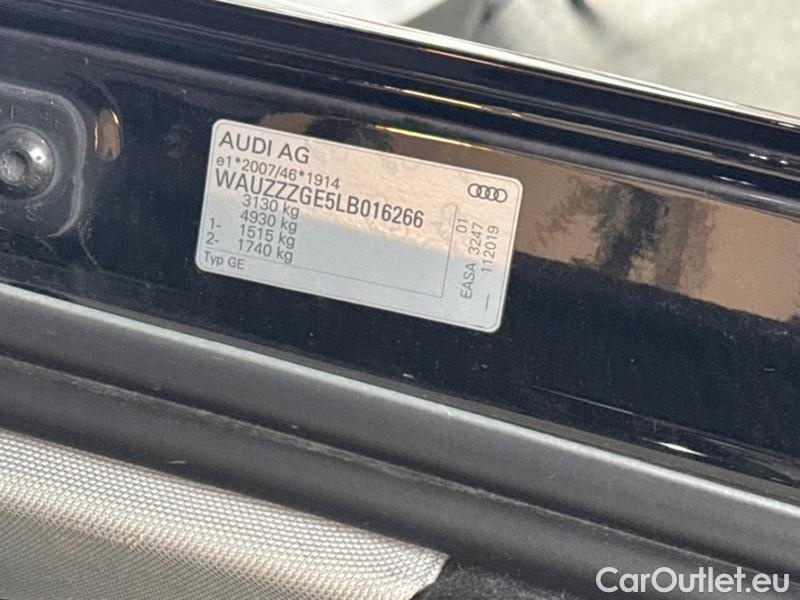 AUDI AG
e1*2007/46*1914
WAUZZZGE5LB016266
3130 kg
4930 kg
1- 1515 kg
2- 1740 kg
Typ GE
EASA 3247 01
— 112019
CarOutlet.eu